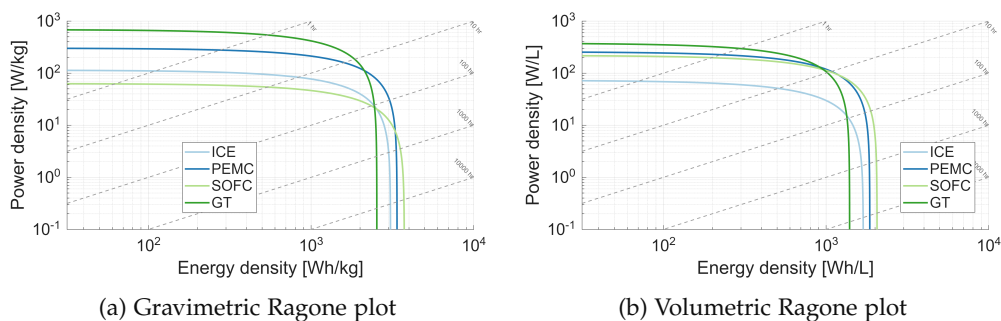 10³
10²
10¹
10⁰
10⁻¹
Power density [W/kg]
1 hr
10 hr
100 hr
1000 hr
10000 hr
ICE
PEMC
SOFC
GT
10²
10³
10⁴
Energy density [Wh/kg]
(a) Gravimetric Ragone plot
10³
10²
10¹
10⁰
10⁻¹
Power density [W/L]
1 hr
10 hr
100 hr
1000 hr
10000 hr
ICE
PEMC
SOFC
GT
10²
10³
10⁴
Energy density [Wh/L]
(b) Volumetric Ragone plot